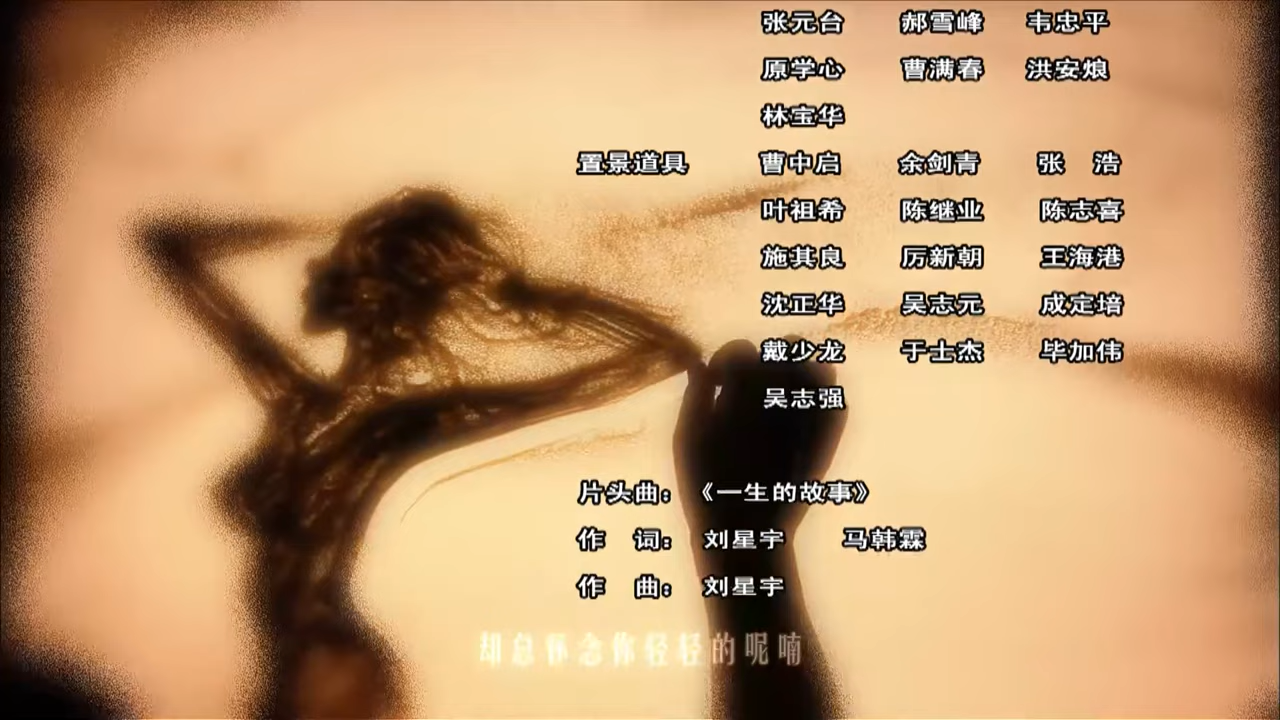 张元台 郝雪峰 韦忠平
原学心 曹满春 洪安烺
林宝华
置景道具 曹中启 余剑青 张 浩
叶祖希 陈继业 陈志喜
施其良 厉新朝 王海港
沈正华 吴志元 成定培
戴少龙 于士杰 毕加伟
吴志强
片头曲：《一生的故事》
作 词： 刘星宇 马韩霖
作 曲： 刘星宇
却总怀念你轻轻的呢喃